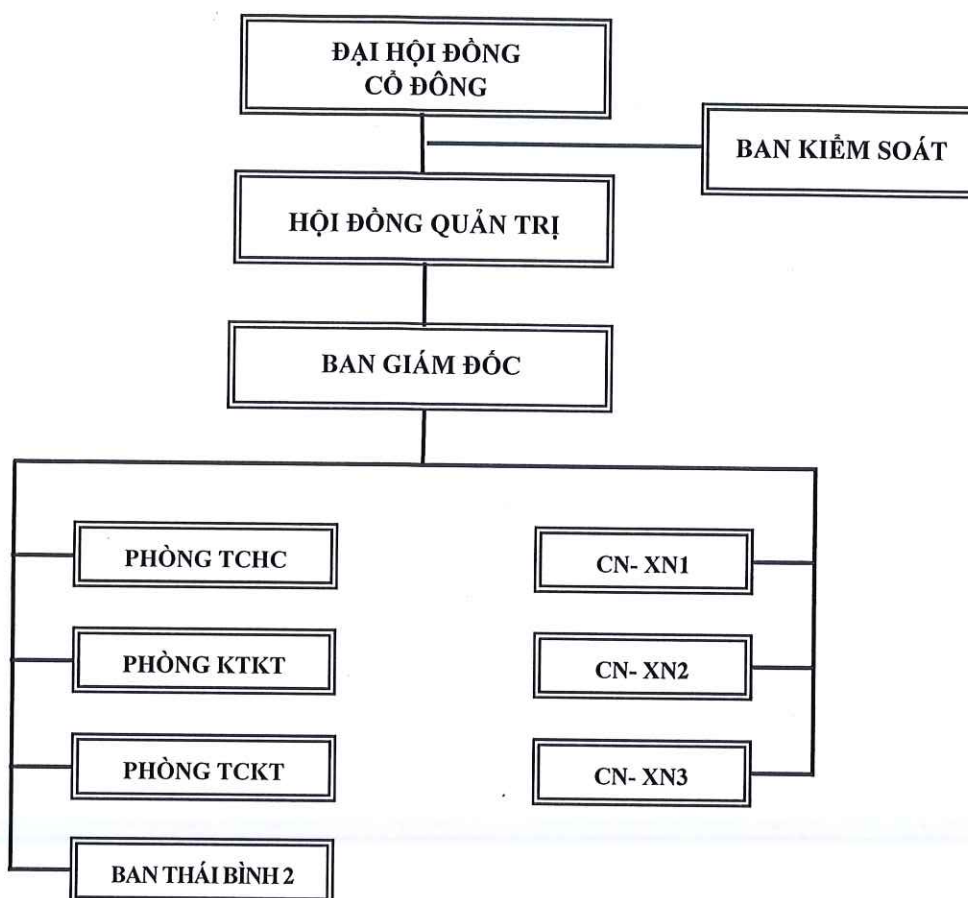 ĐẠI HỘI ĐỒNG
CỔ ĐÔNG
BAN KIỂM SOÁT
HỘI ĐỒNG QUẢN TRỊ
BAN GIÁM ĐỐC
PHÒNG TCHC
PHÒNG KTKT
PHÒNG TCKT
BAN THÁI BÌNH 2
CN- XN1
CN- XN2
CN- XN3